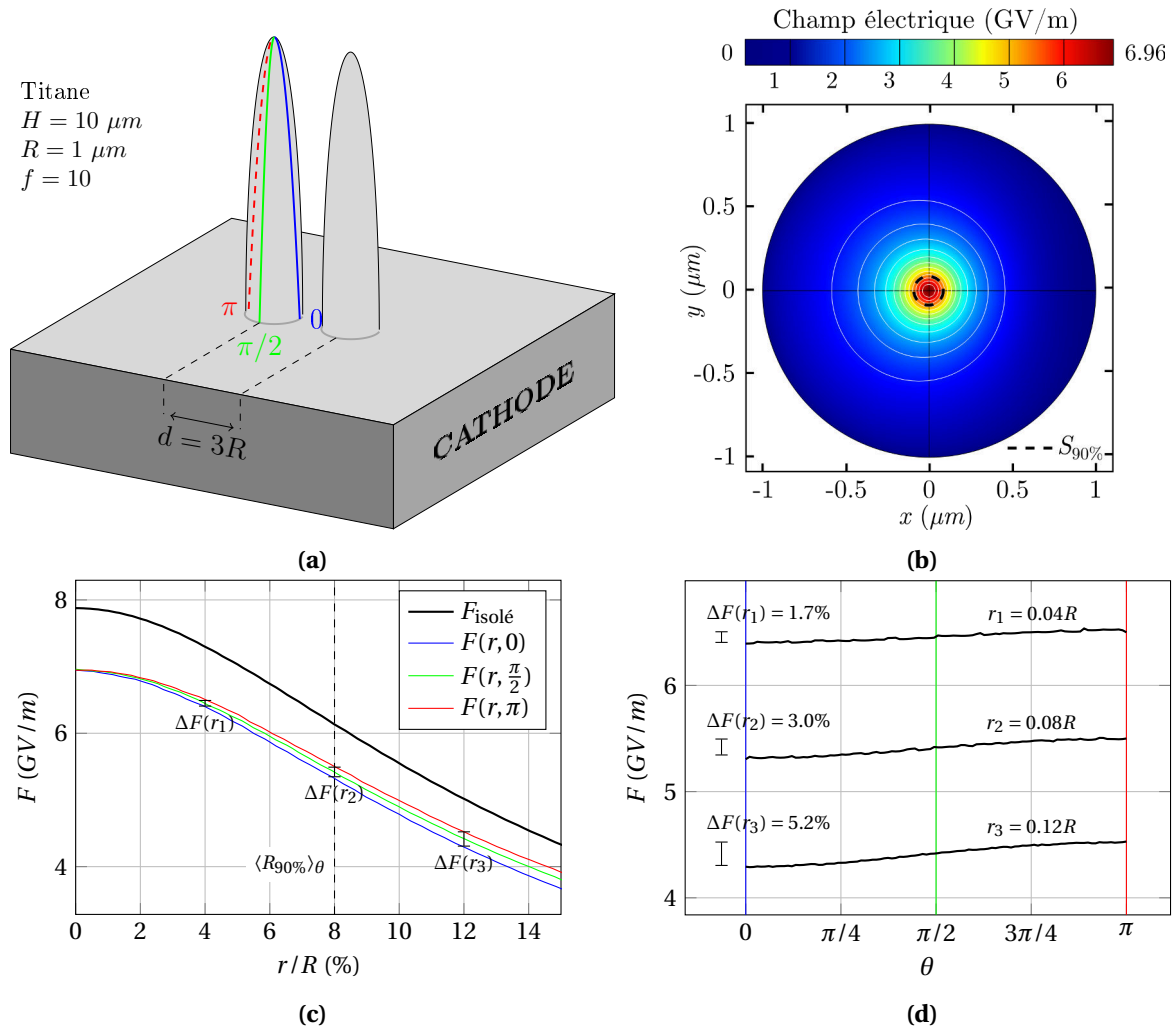 Titane
H = 10 μm
R = 1 μm
f = 10
π
0
π/2
d = 3R
CATHODE
(a)
Champ électrique (GV/m)
0
6.96
1
2
3
4
5
6
1
0.5
0
-0.5
-1
y (μm)
S90%
-1
-0.5
0
0.5
1
x (μm)
(b)
8
6
4
F (GV/m)
Fisolé
F(r, 0)
F(r, π/2)
F(r, π)
ΔF(r1)
ΔF(r2)
ΔF(r3)
⟨R90%⟩θ
0
2
4
6
8
10
12
14
r/R (%)
(c)
ΔF(r1) = 1.7%
r1 = 0.04R
6
ΔF(r2) = 3.0%
r2 = 0.08R
5
ΔF(r3) = 5.2%
r3 = 0.12R
4
F (GV/m)
0
π/4
π/2
3π/4
π
θ
(d)